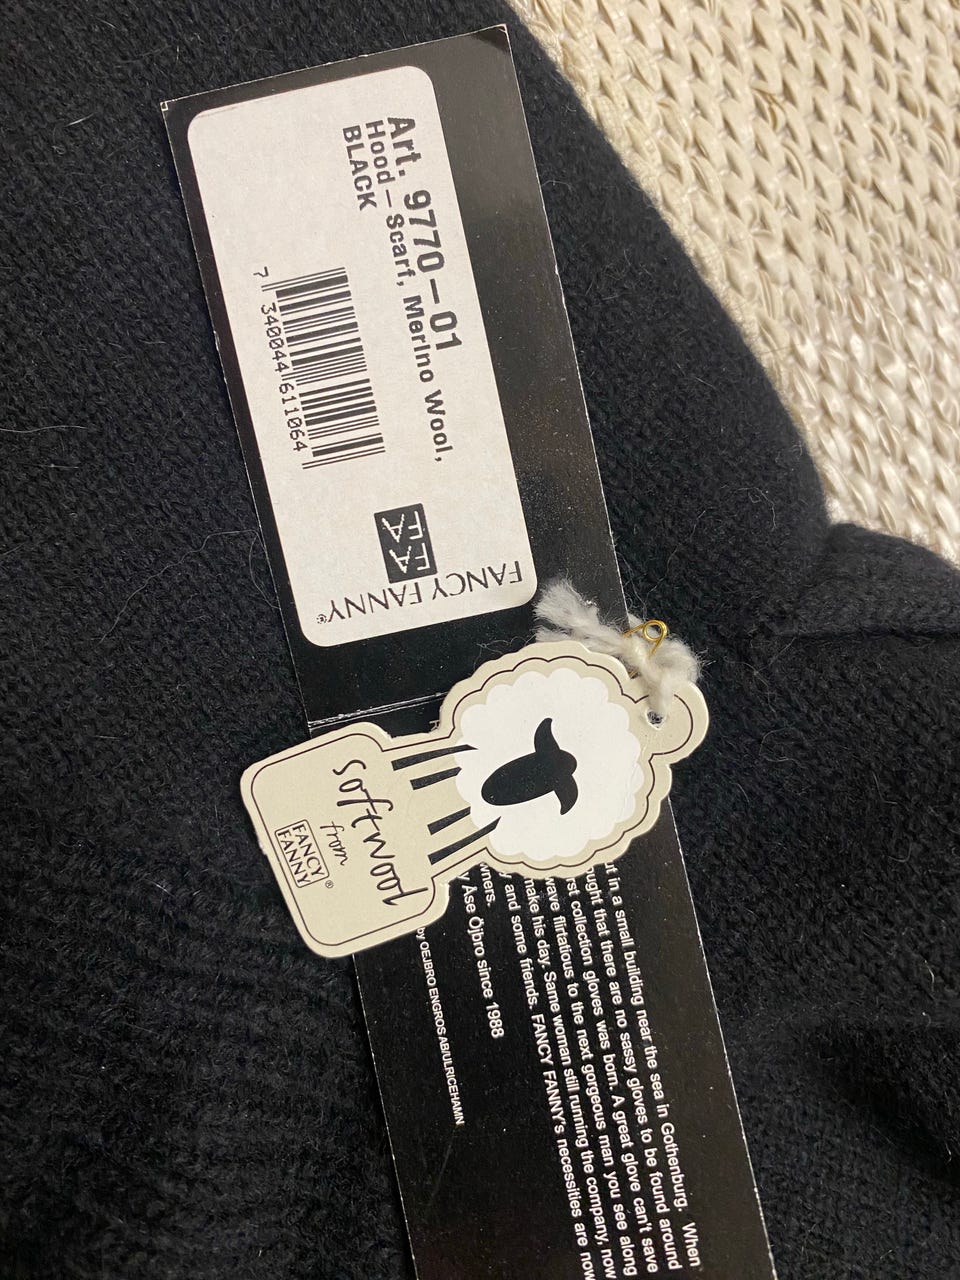 Art. 9770-01
Hood-Scarf, Merino Wool,
BLACK
7 340044 611064
FANCY FANNY®
softwool
from
FANCY
FANNY®
in a small building near the sea in Gothenburg. When
that there are no sassy gloves to be found around
collection gloves was born. A great glove can't save
flirtatious to the next gorgeous man you see along
make his day. Same woman still running the company, now
and some friends. FANCY FANNY's necessities are now
Åse Öjbro since 1988
by OEJBRO ENGROS AB/ULRICEHAMN